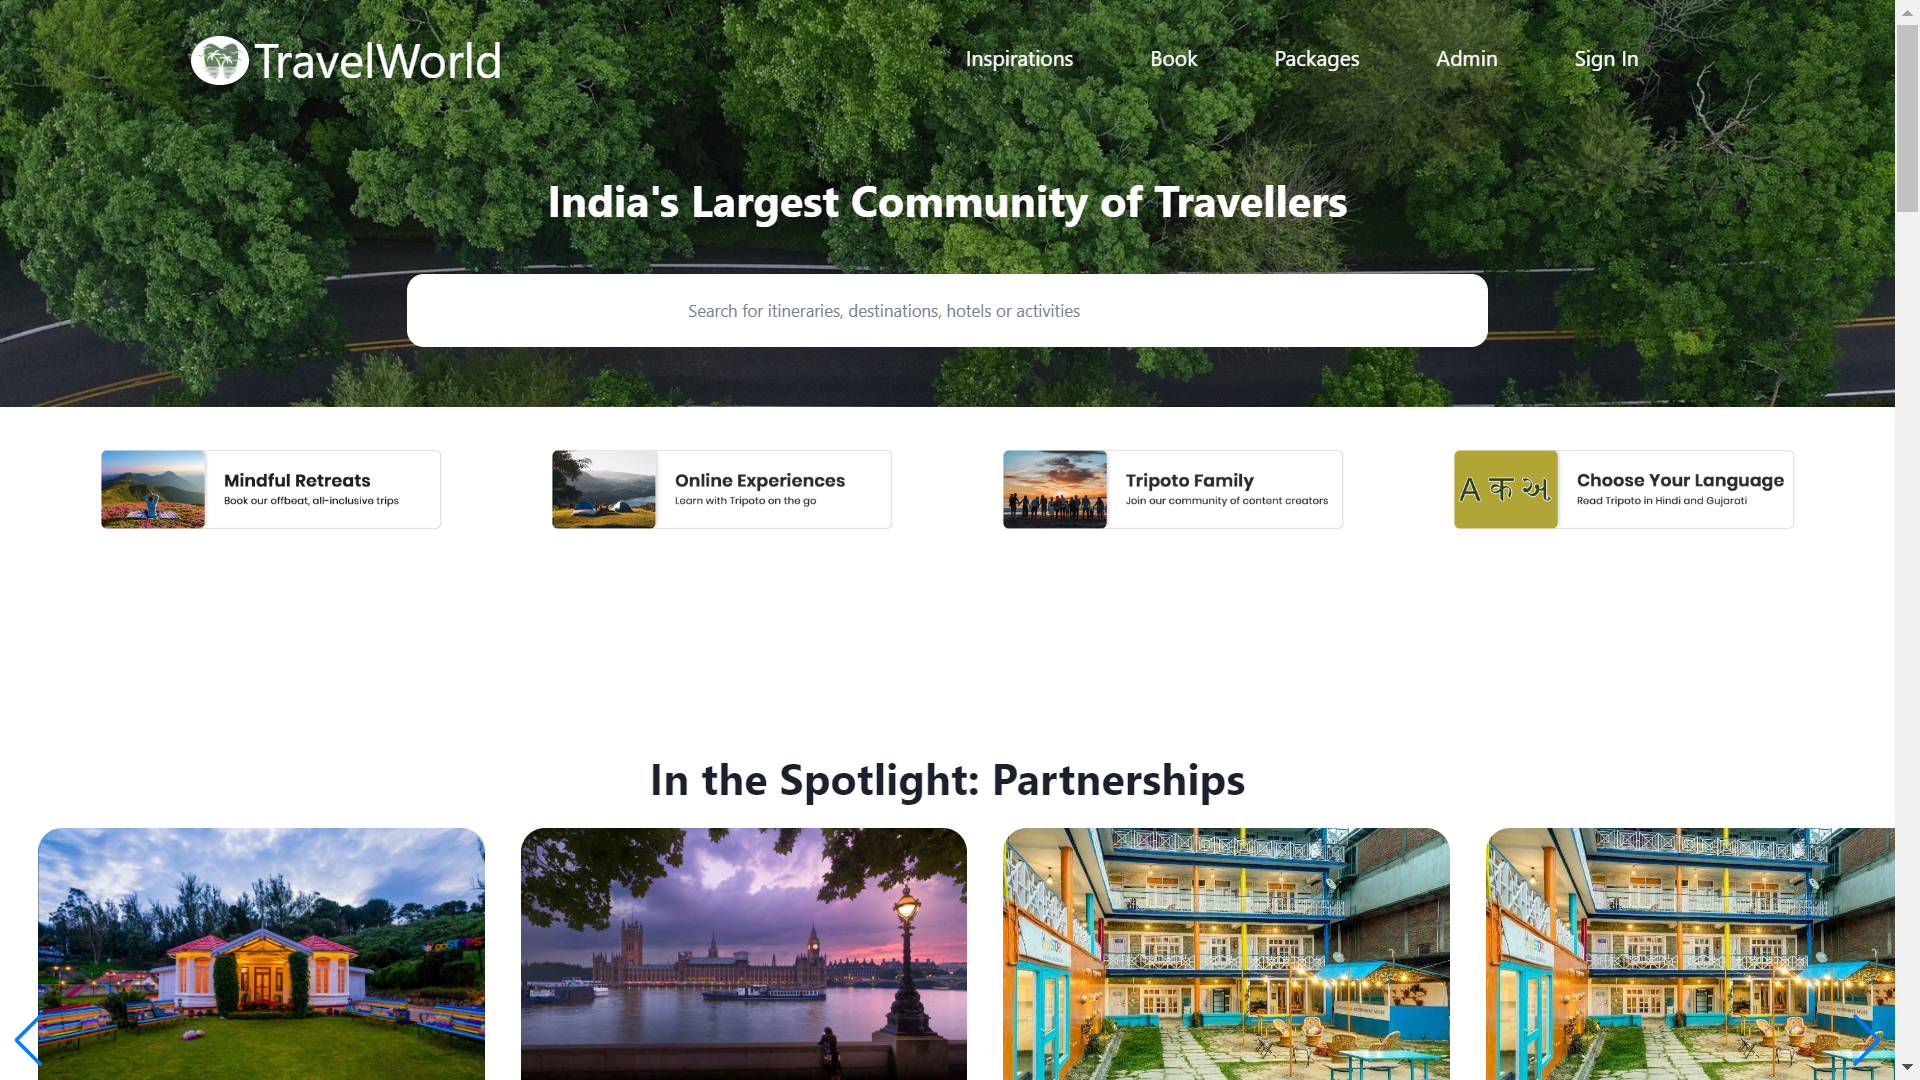 TravelWorld
Inspirations
Book
Packages
Admin
Sign In
India's Largest Community of Travellers
Search for itineraries, destinations, hotels or activities
Mindful Retreats
Book our offbeat, all-inclusive trips
Online Experiences
Learn with Tripoto on the go
Tripoto Family
Join our community of content creators
A क અ
Choose Your Language
Read Tripoto in Hindi and Gujarati
In the Spotlight: Partnerships